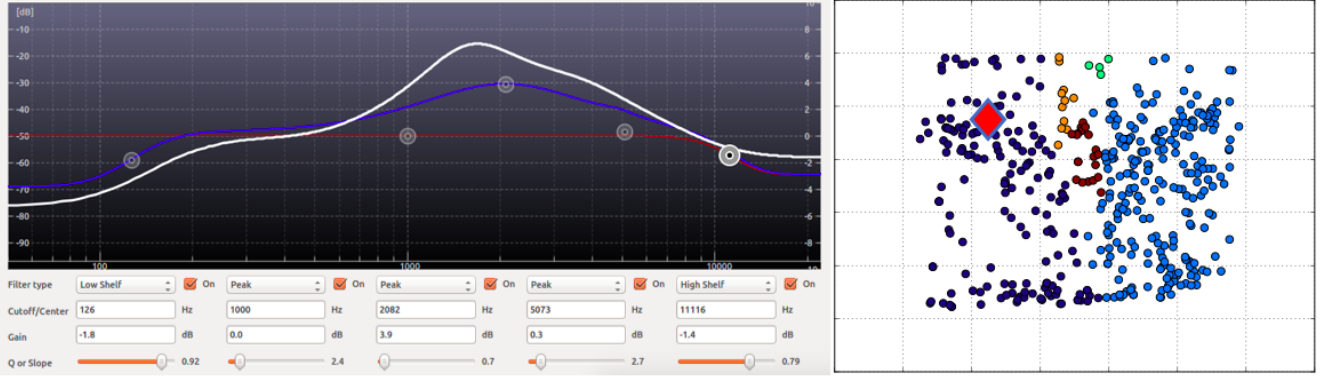 [dB]
10
-10
8
-20
6
-30
4
-40
2
-50
0
-60
-2
-70
-4
-80
6 -
-90
8 -
100
1000
10000
10
Filter type
Low Shelf
On
Peak
On
Peak
On
Peak
On
High Shelf
On
Cutoff/Center
126
Hz
1000
Hz
2082
Hz
5073
Hz
11116
Hz
Gain
-1.8
dB
0.0
dB
3.9
dB
0.3
dB
-1.4
dB
Q or Slope
0.92
2.4
0.7
2.7
0.79